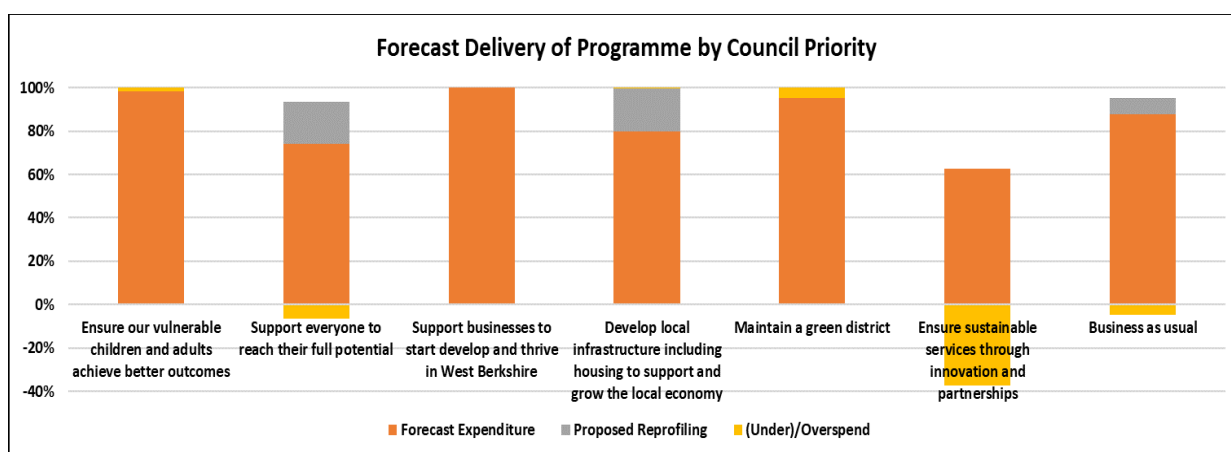 Forecast Delivery of Programme by Council Priority
100%
80%
60%
40%
20%
0%
-20%
-40%
Ensure our vulnerable
children and adults
achieve better outcomes
Support everyone to
reach their full potential
Support businesses to
start develop and thrive
in West Berkshire
Develop local
infrastructure including
housing to support and
grow the local economy
Maintain a green district
Ensure sustainable
services through
innovation and
partnerships
Business as usual
Forecast Expenditure
Proposed Reprofiling
(Under)/Overspend